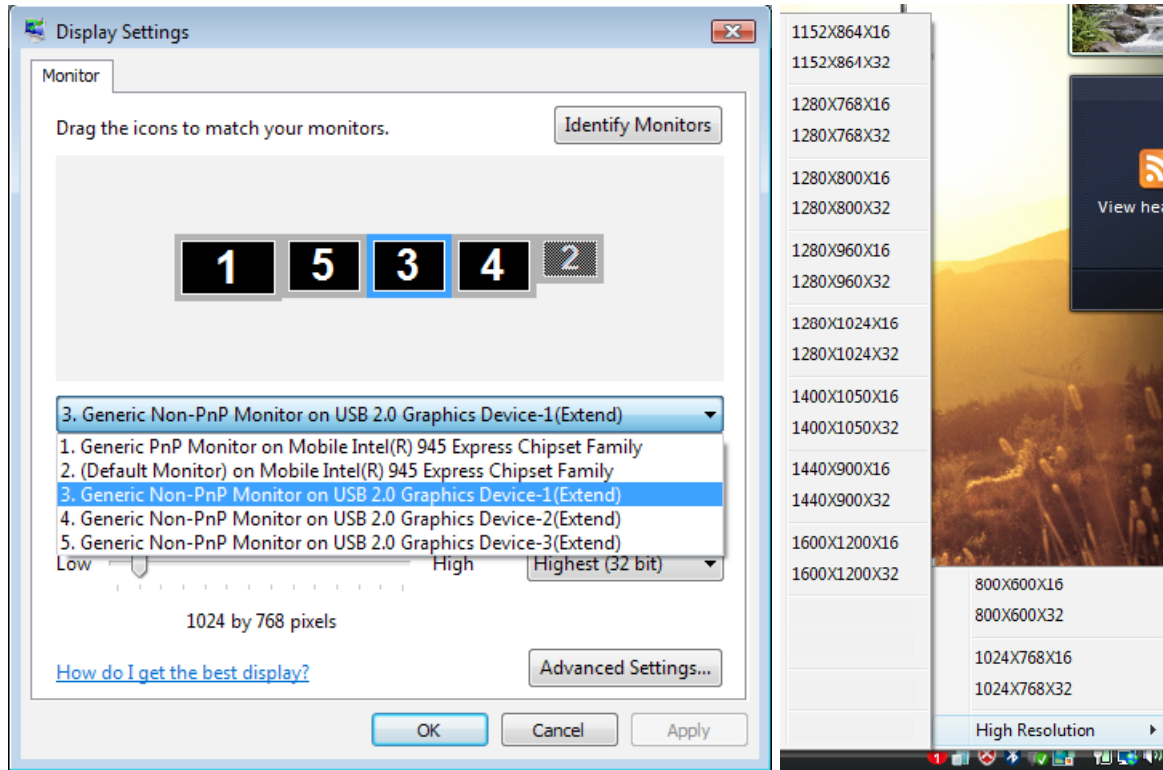 Display Settings
Monitor
Drag the icons to match your monitors.
Identify Monitors
1 5 3 4 2
3. Generic Non-PnP Monitor on USB 2.0 Graphics Device-1(Extend)
1. Generic PnP Monitor on Mobile Intel(R) 945 Express Chipset Family
2. (Default Monitor) on Mobile Intel(R) 945 Express Chipset Family
3. Generic Non-PnP Monitor on USB 2.0 Graphics Device-1(Extend)
4. Generic Non-PnP Monitor on USB 2.0 Graphics Device-2(Extend)
5. Generic Non-PnP Monitor on USB 2.0 Graphics Device-3(Extend)
Low High Highest (32 bit)
1024 by 768 pixels
How do I get the best display?
Advanced Settings...
OK Cancel Apply
1152X864X16
1152X864X32
1280X768X16
1280X768X32
1280X800X16
1280X800X32
1280X960X16
1280X960X32
1280X1024X16
1280X1024X32
1400X1050X16
1400X1050X32
1440X900X16
1440X900X32
1600X1200X16
1600X1200X32
View
800X600X16
800X600X32
1024X768X16
1024X768X32
High Resolution
1